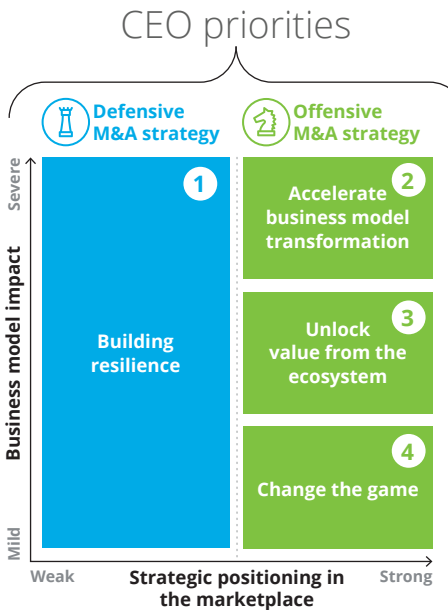 CEO priorities
Defensive
M&A strategy
Offensive
M&A strategy
Business model impact
Severe
Mild
1
Building
resilience
2
Accelerate
business model
transformation
3
Unlock
value from the
ecosystem
4
Change the game
Weak
Strategic positioning in
the marketplace
Strong